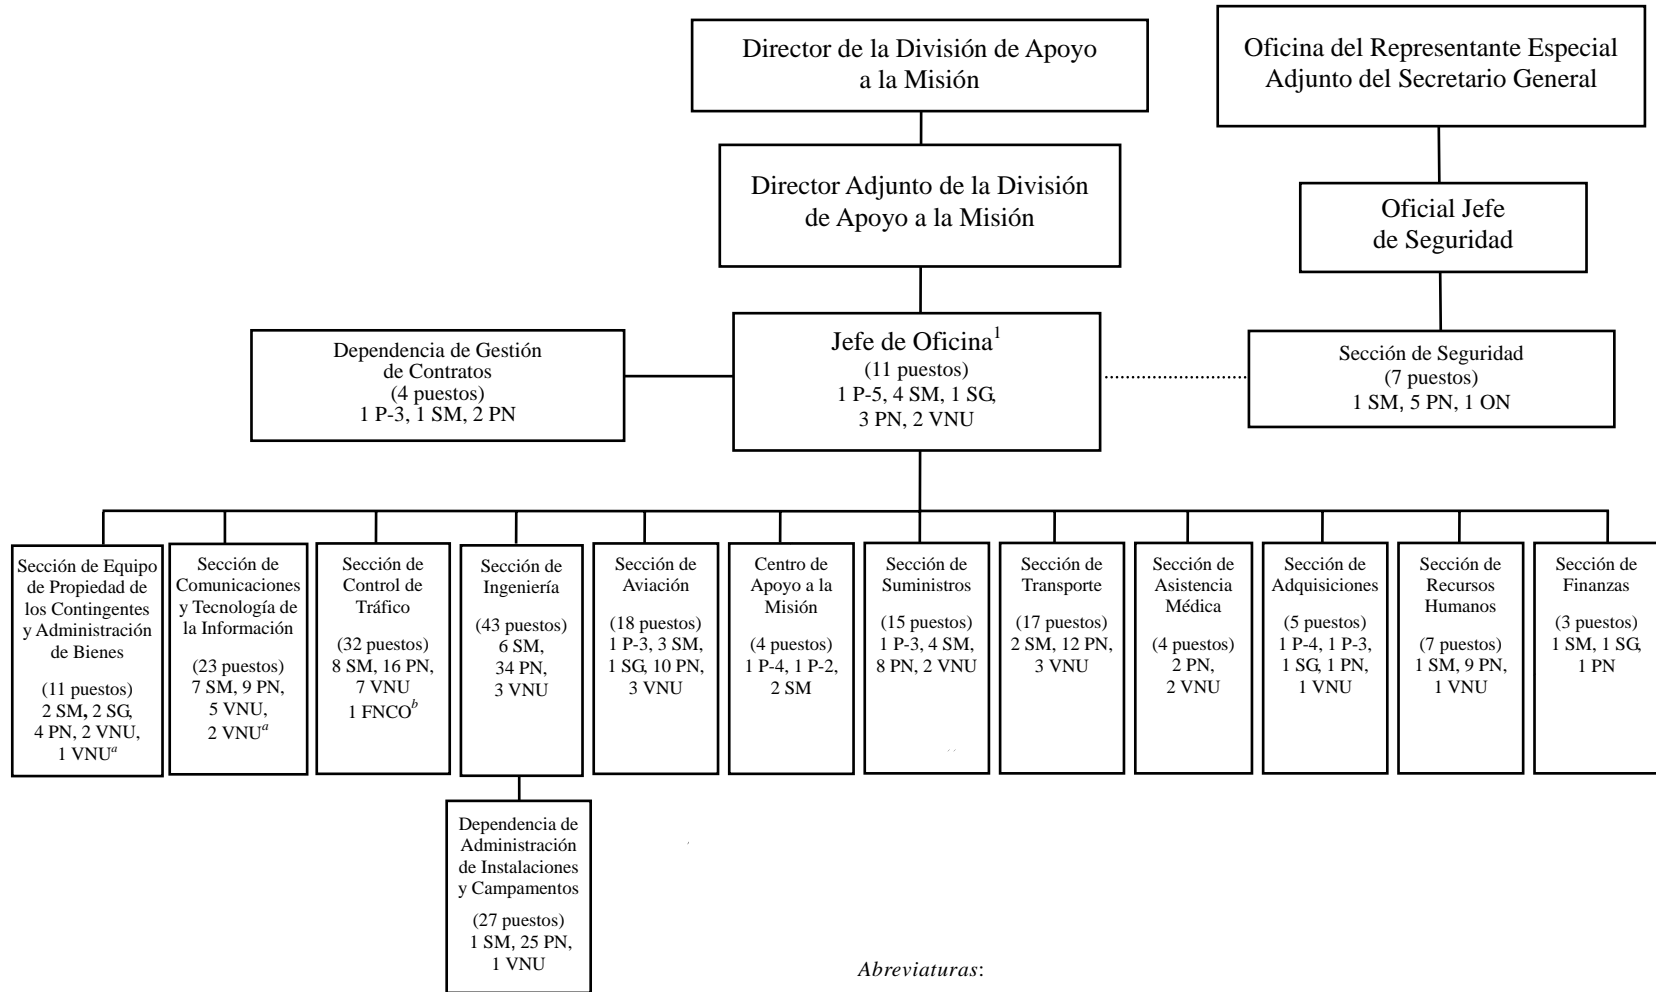 Director de la División de Apoyo
a la Misión
Oficina del Representante Especial
Adjunto del Secretario General
Director Adjunto de la División
de Apoyo a la Misión
Oficial Jefe
de Seguridad
Dependencia de Gestión
de Contratos
(4 puestos)
1 P-3, 1 SM, 2 PN
Jefe de Oficina1
(11 puestos)
1 P-5, 4 SM, 1 SG,
3 PN, 2 VNU
Sección de Seguridad
(7 puestos)
1 SM, 5 PN, 1 ON
Sección de Equipo
de Propiedad de
los Contingentes
y Administración
de Bienes
(11 puestos)
2 SM, 2 SG,
4 PN, 2 VNU,
1 VNUa
Sección de
Comunicaciones
y Tecnología de
la Información
(23 puestos)
7 SM, 9 PN,
5 VNU,
2 VNUa
Sección de
Control de
Tráfico
(32 puestos)
8 SM, 16 PN,
7 VNU
1 FNCOb
Sección de
Ingeniería
(43 puestos)
6 SM,
34 PN,
3 VNU
Sección de
Aviación
(18 puestos)
1 P-3, 3 SM,
1 SG, 10 PN,
3 VNU
Centro de
Apoyo a la
Misión
(4 puestos)
1 P-4, 1 P-2,
2 SM
Sección de
Suministros
(15 puestos)
1 P-3, 4 SM,
8 PN, 2 VNU
Sección de
Transporte
(17 puestos)
2 SM, 12 PN,
3 VNU
Sección de
Asistencia
Médica
(4 puestos)
2 PN,
2 VNU
Sección de
Adquisiciones
(5 puestos)
1 P-4, 1 P-3,
1 SG, 1 PN,
1 VNU
Sección de
Recursos
Humanos
(7 puestos)
1 SM, 9 PN,
1 VNU
Sección de
Finanzas
(3 puestos)
1 SM, 1 SG,
1 PN
Dependencia de
Administración
de Instalaciones
y Campamentos
(27 puestos)
1 SM, 25 PN,
1 VNU
Abreviaturas: